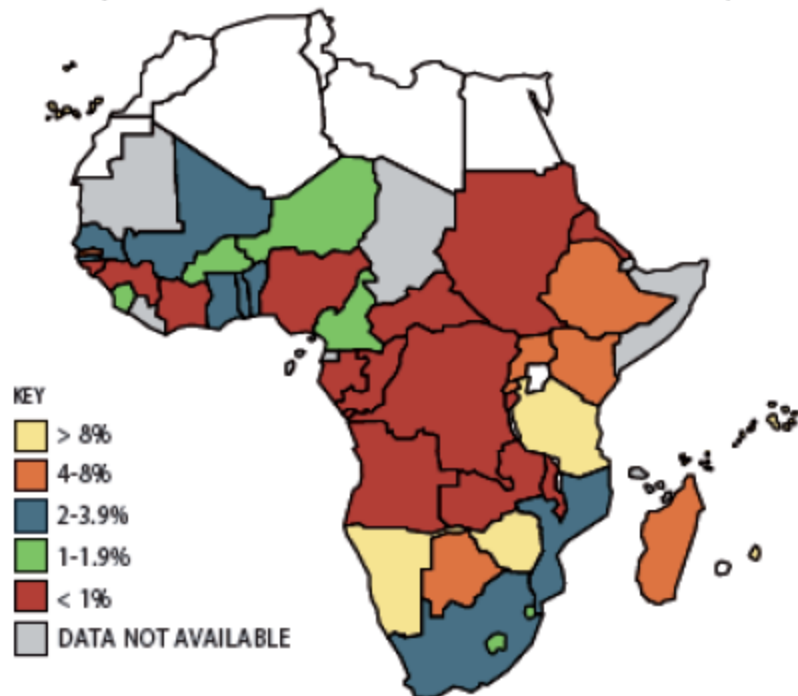 KEY
> 8%
4-8%
2-3.9%
1-1.9%
< 1%
DATA NOT AVAILABLE